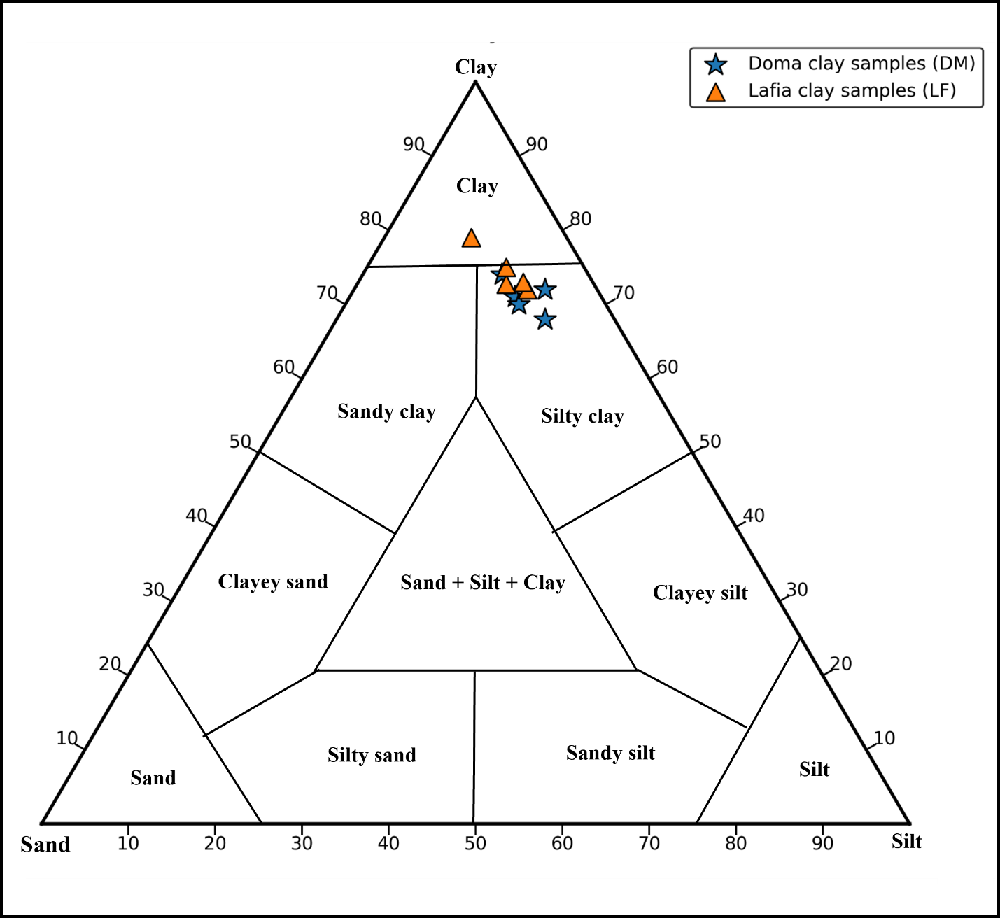 Clay
Doma clay samples (DM)
Lafia clay samples (LF)
90 90
Clay
80 80
70 70
60 60
Sandy clay Silty clay
50 50
40 40
Clayey sand Sand + Silt + Clay Clayey silt
30 30
20 20
10 10
Silty sand Sandy silt
Sand Silt
Sand 10 20 30 40 50 60 70 80 90 Silt